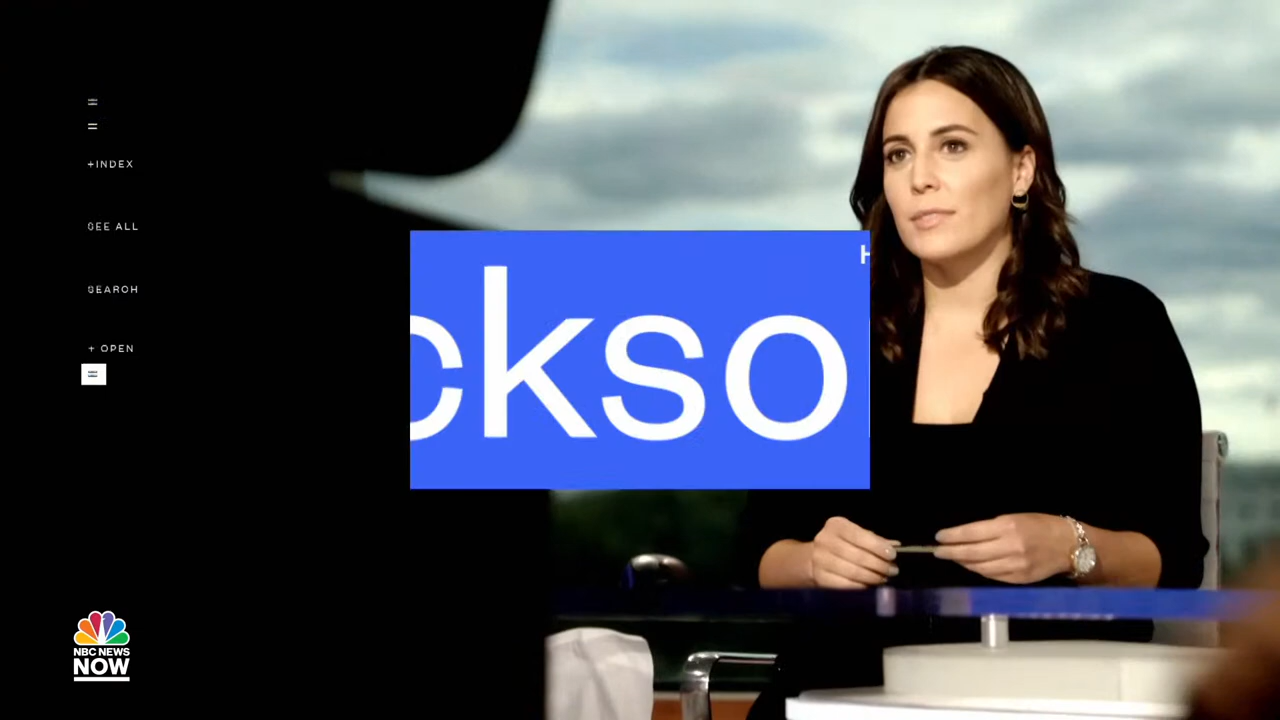 +INDEX
SEE ALL
SEARCH
+ OPEN
H
ckso
NBC NEWS
NOW